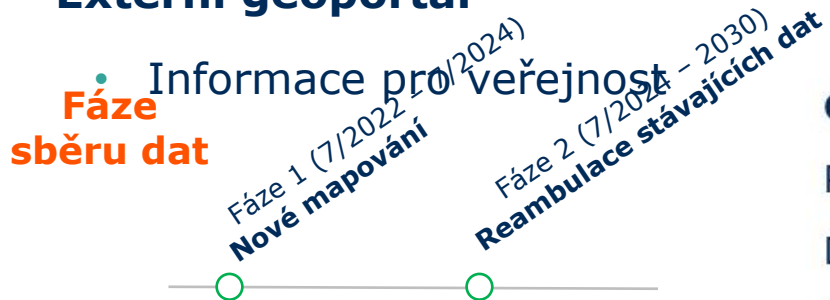 Externí geoportál
• Informace pro veřejnost
Fáze
sběru dat
Fáze 1 (7/2022 – 7/2024)
Nové mapování
Fáze 2 (7/2024 – 2030)
Reambulace stávajících dat